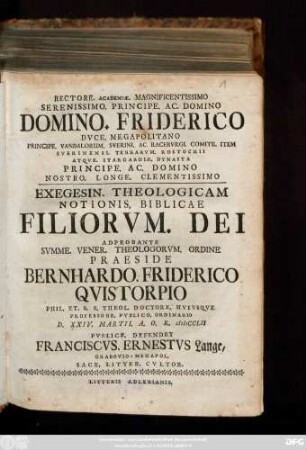 RECTORE. ACADEMIÆ. MAGNIFICENTISSIMO
SERENISSIMO. PRINCIPE. AC. DOMINO
DOMINO. FRIDERICO
DVCE. MEGAPOLITANO
PRINCIPE. VANDALORVM. SVERINI. AC. RACEBVRGI. COMITE. ITEM
SVERINENSI. TERRARVM. ROSTOCHII
ATQVE. STARGARDIÆ. DYNASTA
PRINCIPE. AC. DOMINO
NOSTRO. LONGE. CLEMENTISSIMO
EXEGESIN. THEOLOGICAM
NOTIONIS, BIBLICAE
FILIORVM. DEI
ADPROBANTE
SVMME. VENER. THEOLOGORVM. ORDINE
PRAESIDE
BERNHARDO. FRIDERICO
QVISTORPIO
PHIL. ET. S. S. THEOL. DOCTORE, HVIVSQVE
PROFESSORE, PVBLICO, ORDINARIO
D. XXIV. MARTII. A. O. R.
PVBLICE. DEFENDET
FRANCISCVS. ERNESTVS Lange,
GRABOVIO-MEGAPOL,
SACR. LITTER. CVLTOR.
LITTERIS ADLERIANIS.